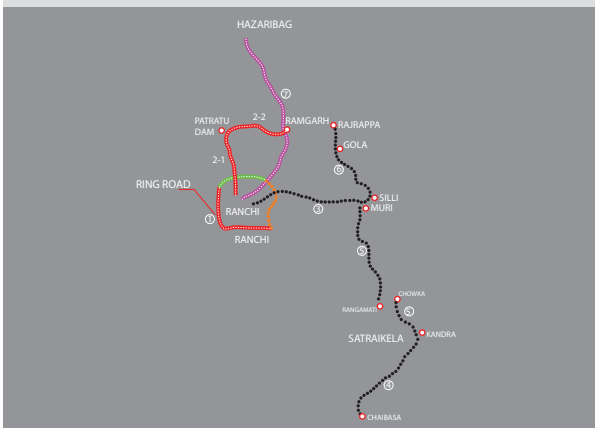 HAZARIBAG
7
2-2
PATRATU
DAM
RAMGARH
RAJRAPPA
GOLA
2-1
6
RING ROAD
SILLI
RANCHI
3
MURI
1
RANCHI
5
CHOWKA
RANGAMATI
5
SATRAIKELA
KANDRA
4
CHAIBASA